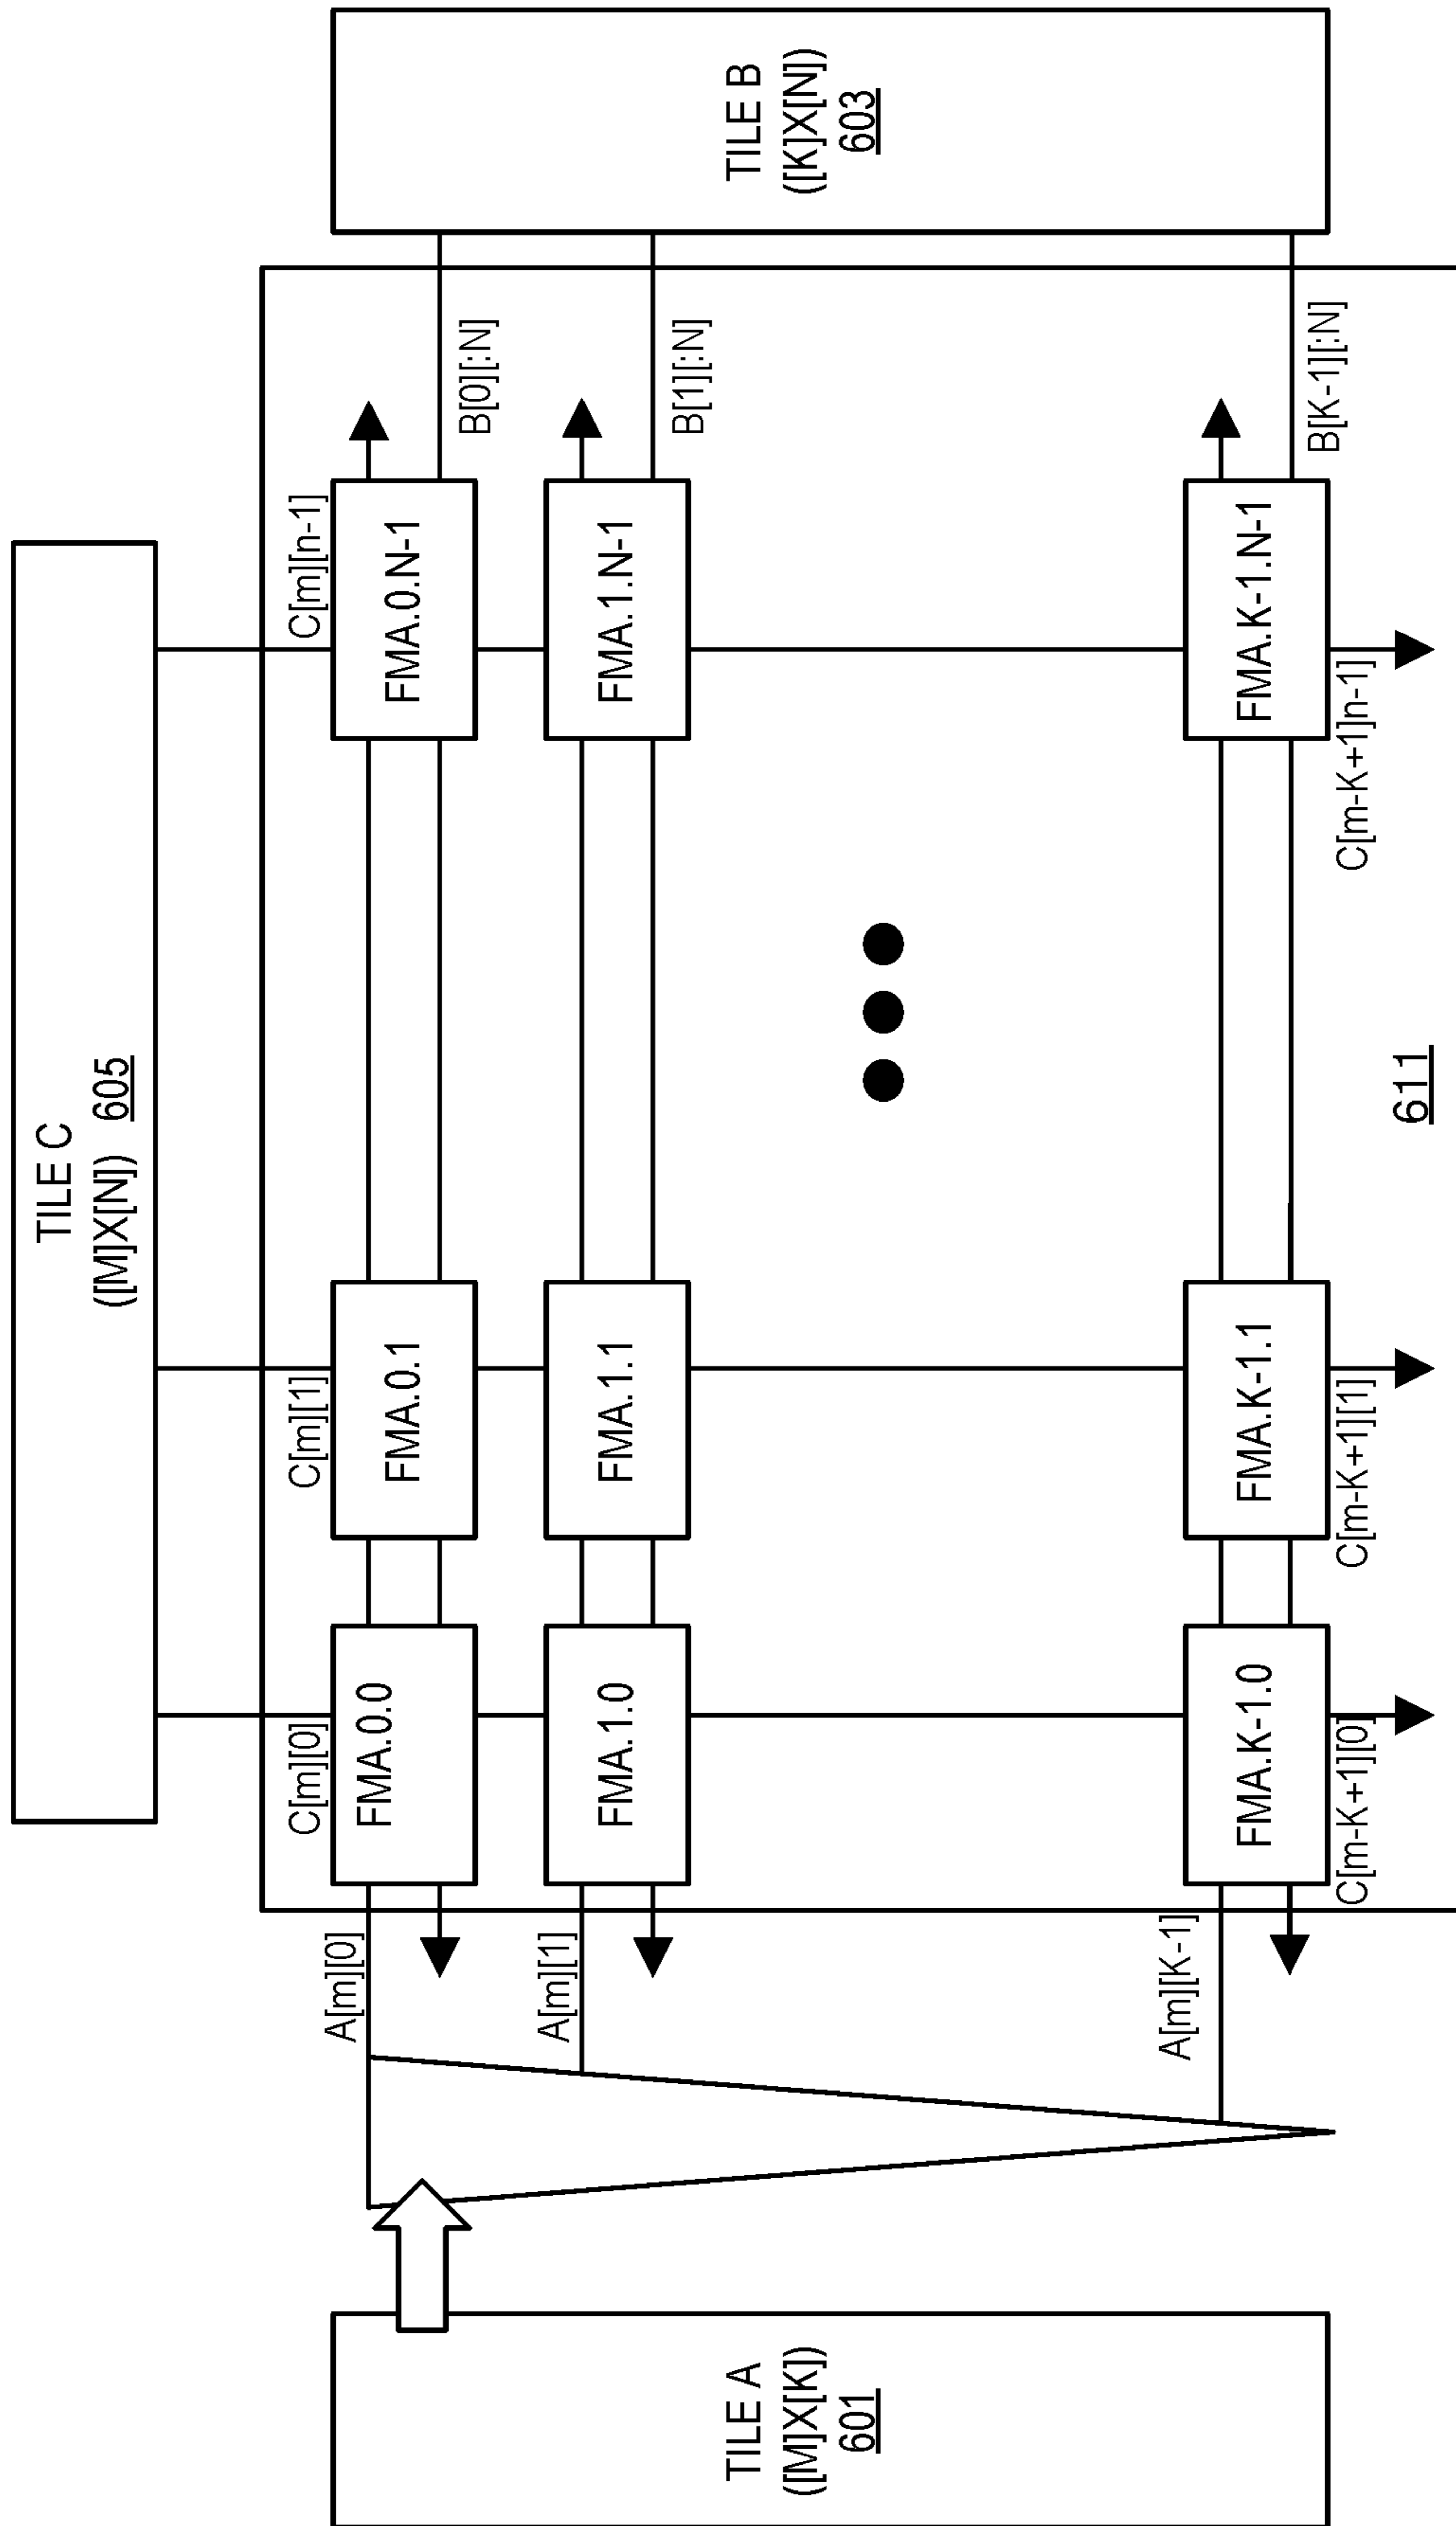 TILE C
([M]X[N]) 605
C[m][0]
C[m][1]
C[m][n-1]
A[m][0]
FMA.0.0
FMA.0.1
FMA.0.N-1
B[0][:N]
A[m][1]
FMA.1.0
FMA.1.1
FMA.1.N-1
B[1][:N]
TILE A
([M]X[K])
601
TILE B
([K]X[N])
603
A[m][K-1]
FMA.K-1.0
FMA.K-1.1
FMA.K-1.N-1
B[K-1][:N]
C[m-K+1][0]
C[m-K+1][1]
C[m-K+1]n-1]
611